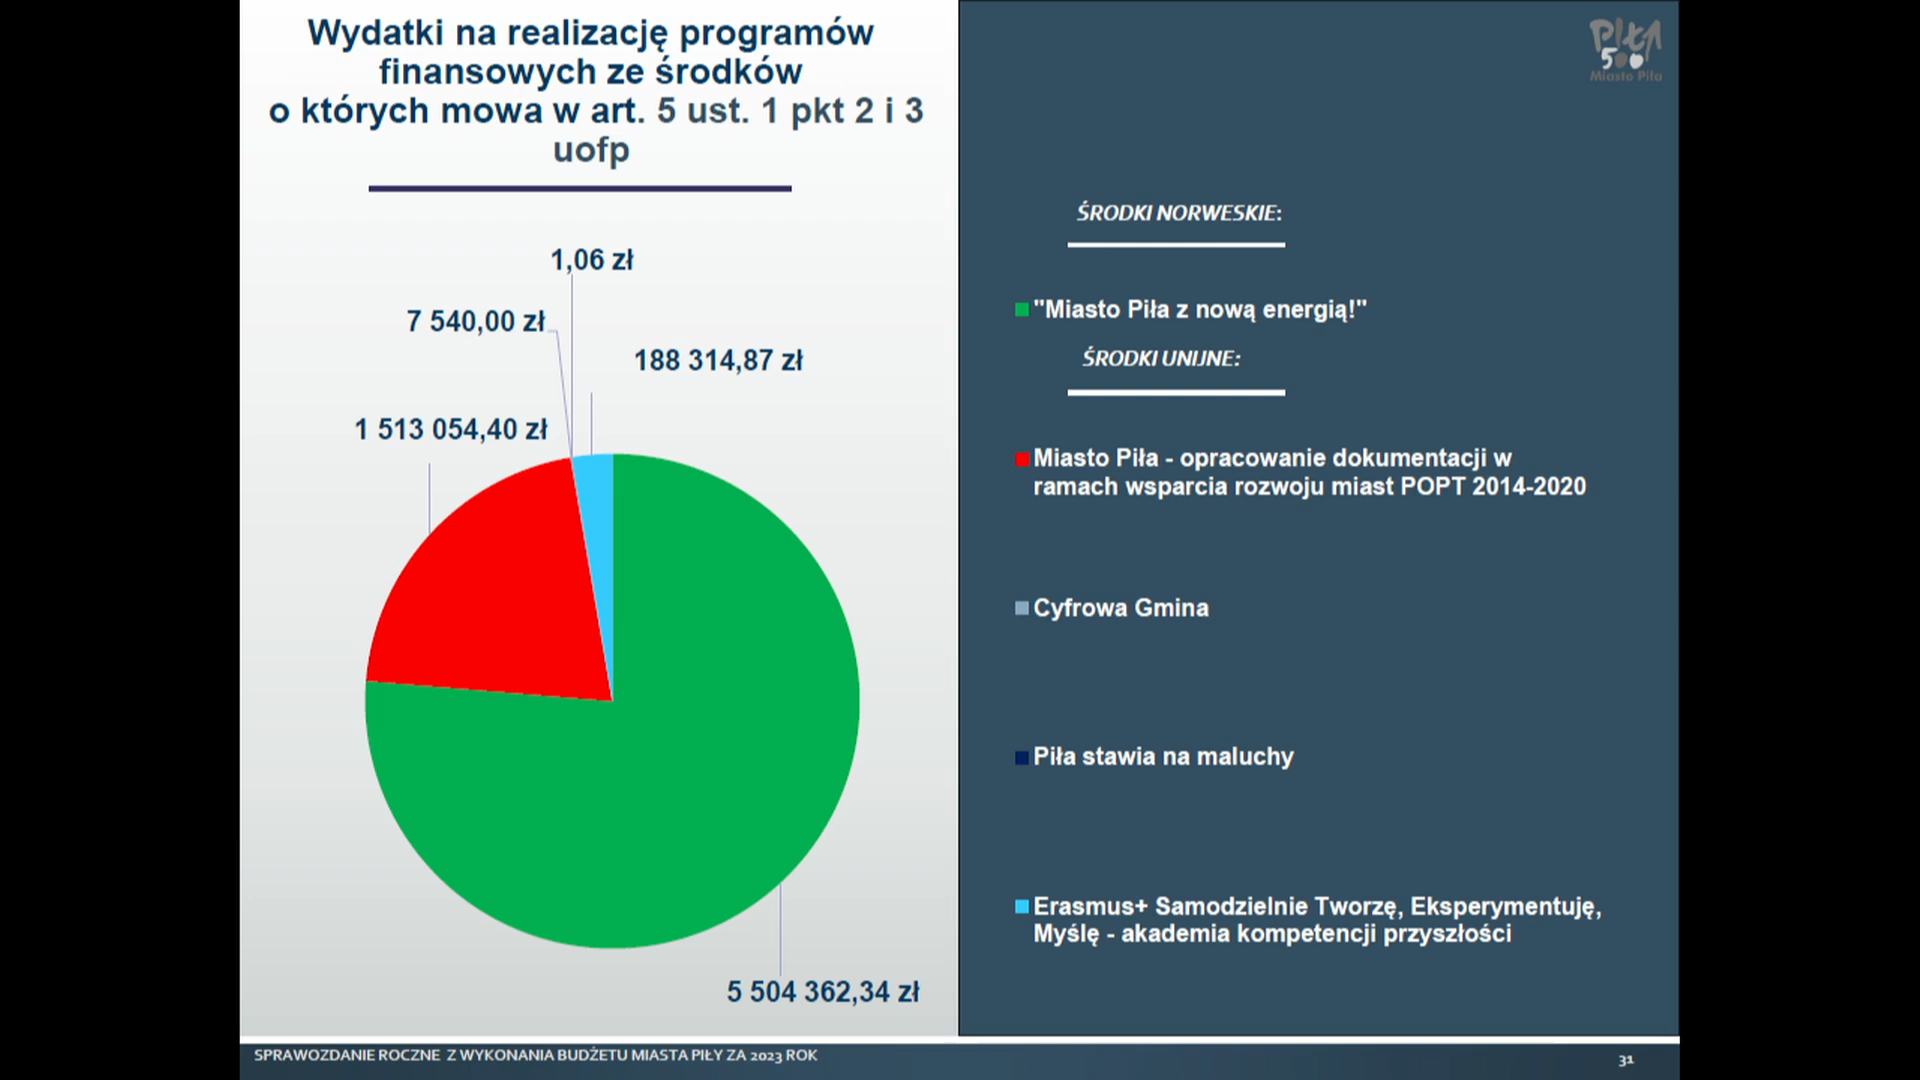 Wydatki na realizację programów
finansowych ze środków
o których mowa w art. 5 ust. 1 pkt 2 i 3
uofp
1,06 zł
7 540,00 zł
188 314,87 zł
1 513 054,40 zł
5 504 362,34 zł
PIŁA
500
Miasto Piła
ŚRODKI NORWESKIE:
"Miasto Piła z nową energią!"
ŚRODKI UNIJNE:
Miasto Piła - opracowanie dokumentacji w
ramach wsparcia rozwoju miast POPT 2014-2020
Cyfrowa Gmina
Piła stawia na maluchy
Erasmus+ Samodzielnie Tworzę, Eksperymentuję,
Myślę - akademia kompetencji przyszłości
SPRAWOZDANIE ROCZNE Z WYKONANIA BUDŻETU MIASTA PIŁY ZA 2023 ROK
31